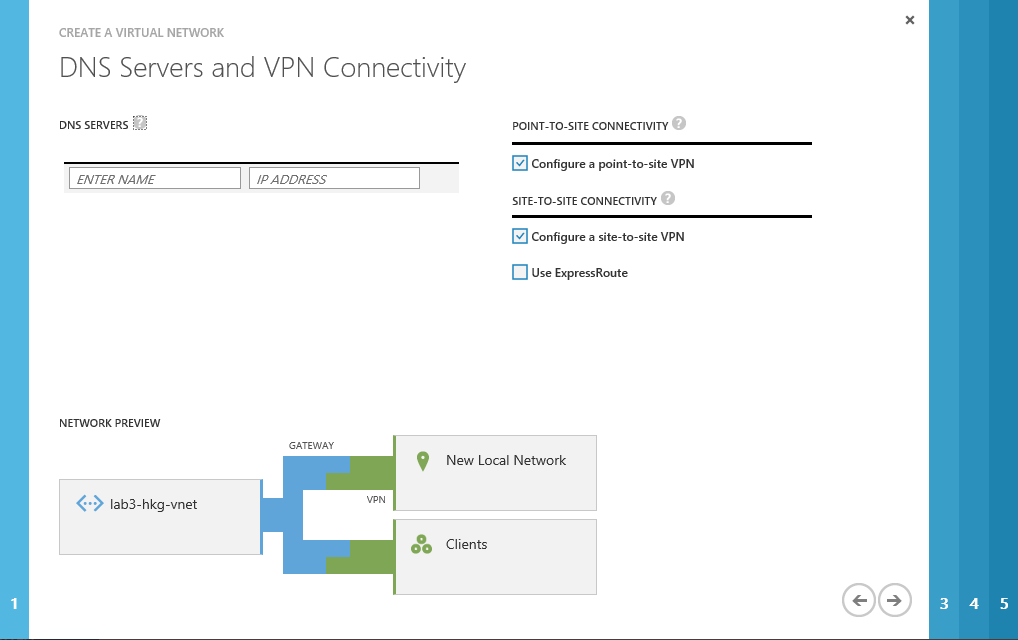 CREATE A VIRTUAL NETWORK
DNS Servers and VPN Connectivity
DNS SERVERS ?
ENTER NAME IP ADDRESS
POINT-TO-SITE CONNECTIVITY ?
Configure a point-to-site VPN
SITE-TO-SITE CONNECTIVITY ?
Configure a site-to-site VPN
Use ExpressRoute
NETWORK PREVIEW
GATEWAY
New Local Network
VPN
lab3-hkg-vnet
Clients
1
3 4 5